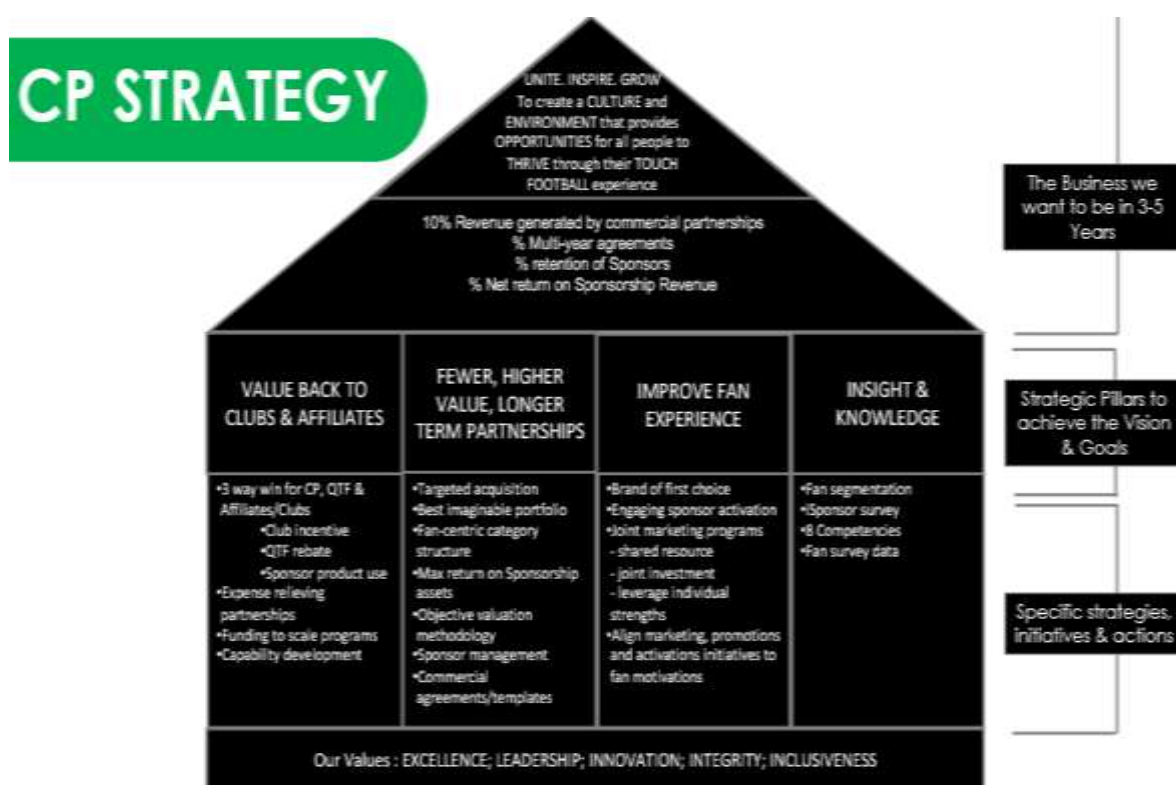 CP STRATEGY
UNITE. INSPIRE. GROW
To create a CULTURE and
ENVIRONMENT that provides
OPPORTUNITIES for all people to
THRIVE through their TOUCH
FOOTBALL experience
10% Revenue generated by commercial partnerships
% Multi-year agreements
% retention of Sponsors
% Net return on Sponsorship Revenue
The Business we
want to be in 3-5
Years
VALUE BACK TO
CLUBS & AFFILIATES
FEWER, HIGHER
VALUE, LONGER
TERM PARTNERSHIPS
IMPROVE FAN
EXPERIENCE
INSIGHT &
KNOWLEDGE
Strategic Pillars to
achieve the Vision
& Goals
•3 way win for CP, QTF &
Affiliates/Clubs
•Club incentive
•QTF rebate
•Sponsor product use
•Expense relieving
partnerships
•Funding to scale programs
•Capability development
•Targeted acquisition
•Best imaginable portfolio
•Fan-centric category
structure
•Max return on Sponsorship
assets
•Objective valuation
methodology
•Sponsor management
•Commercial
agreements/templates
•Brand of first choice
•Engaging sponsor activation
•Joint marketing programs
- shared resource
- joint investment
- leverage individual
strengths
•Align marketing, promotions
and activations initiatives to
fan motivations
•Fan segmentation
•iSponsor survey
•8 Competencies
•Fan survey data
Specific strategies,
initiatives & actions
Our Values : EXCELLENCE; LEADERSHIP; INNOVATION; INTEGRITY; INCLUSIVENESS